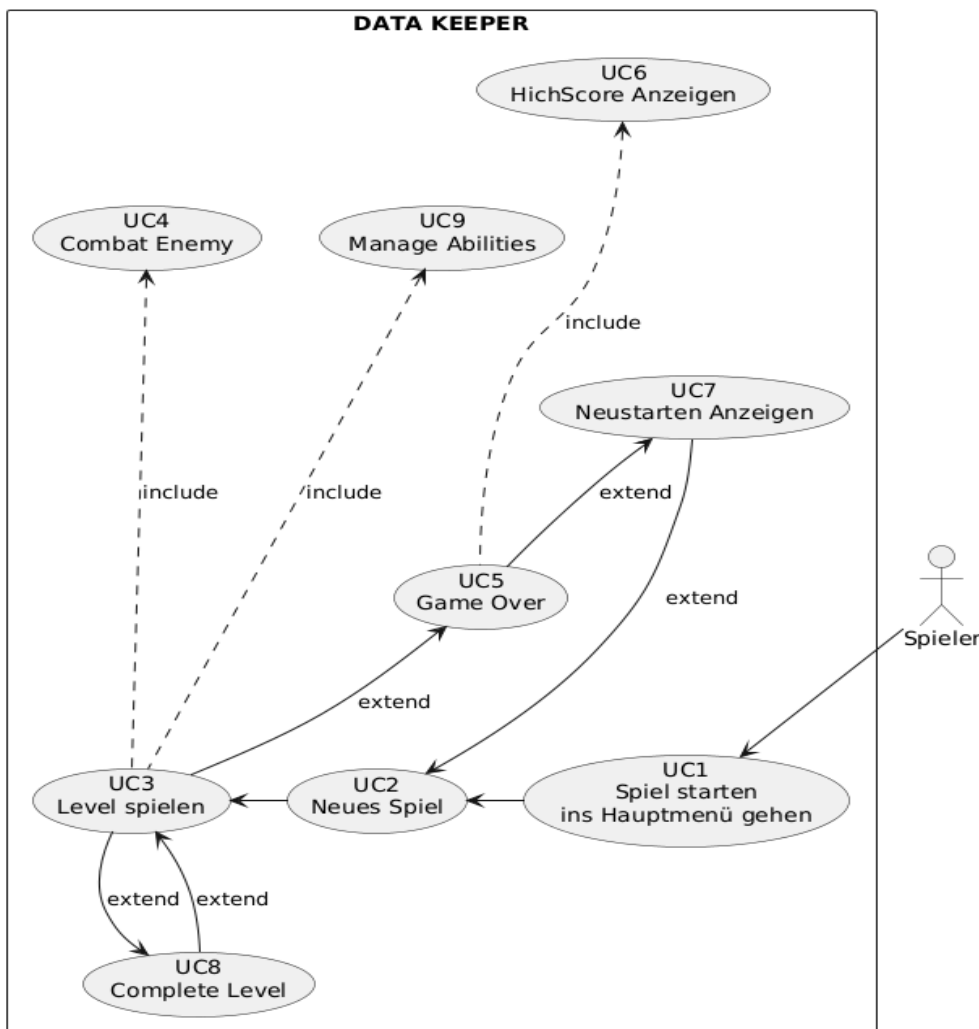 DATA KEEPER
UC6
HichScore Anzeigen
UC4
Combat Enemy
UC9
Manage Abilities
include
UC7
Neustarten Anzeigen
include
include
extend
UC5
Game Over
extend
Spieler
extend
UC3
Level spielen
UC2
Neues Spiel
UC1
Spiel starten
ins Hauptmenü gehen
extend
extend
UC8
Complete Level